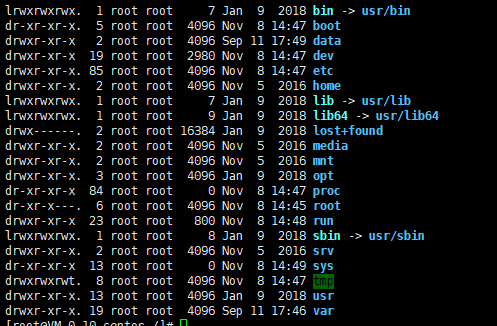 lrwxrwxrwx. 1 root root 7 Jan 9 2018 bin -> usr/bin
dr-xr-xr-x. 5 root root 4096 Nov 8 14:47 boot
drwxr-xr-x 2 root root 4096 Sep 11 17:49 data
drwxr-xr-x 19 root root 2980 Nov 8 14:47 dev
drwxr-xr-x. 85 root root 4096 Nov 8 14:47 etc
drwxr-xr-x. 2 root root 4096 Nov 5 2016 home
lrwxrwxrwx. 1 root root 7 Jan 9 2018 lib -> usr/lib
lrwxrwxrwx. 1 root root 9 Jan 9 2018 lib64 -> usr/lib64
drwx------. 2 root root 16384 Jan 9 2018 lost+found
drwxr-xr-x. 2 root root 4096 Nov 5 2016 media
drwxr-xr-x. 2 root root 4096 Nov 5 2016 mnt
drwxr-xr-x. 3 root root 4096 Jan 9 2018 opt
dr-xr-xr-x 84 root root 0 Nov 8 14:47 proc
dr-xr-x---. 6 root root 4096 Nov 8 14:45 root
drwxr-xr-x 23 root root 800 Nov 8 14:48 run
lrwxrwxrwx. 1 root root 8 Jan 9 2018 sbin -> usr/sbin
drwxr-xr-x. 2 root root 4096 Nov 5 2016 srv
dr-xr-xr-x 13 root root 0 Nov 8 14:49 sys
drwxrwxrwt. 8 root root 4096 Nov 8 14:47 tmp
drwxr-xr-x. 13 root root 4096 Jan 9 2018 usr
drwxr-xr-x. 19 root root 4096 Sep 11 17:46 var
[root@VM_0_10_centos /]#